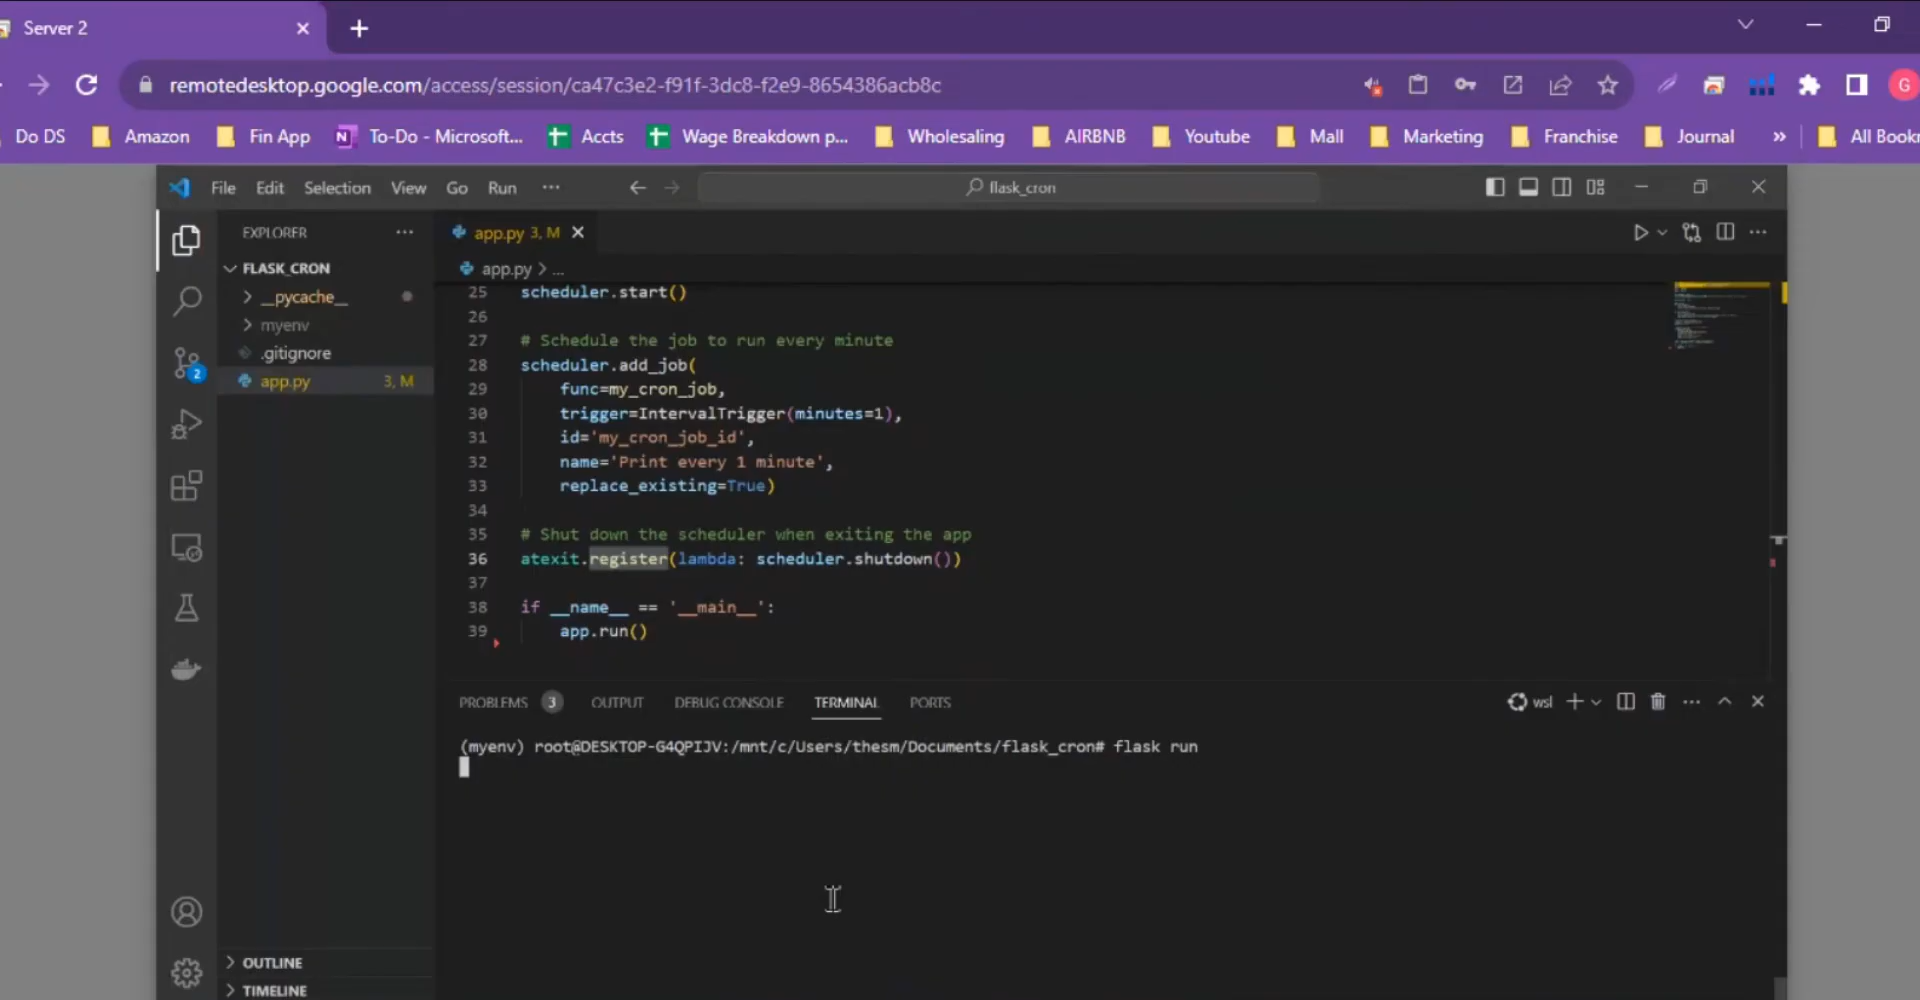 Server 2
remotedesktop.google.com/access/session/ca47c3e2-f91f-3dc8-f2e9-8654386acb8c
G
Do DS Amazon Fin App To-Do - Microsoft... Accts Wage Breakdown p... Wholesaling AIRBNB Youtube Mall Marketing Franchise Journal » All Bookr
File Edit Selection View Go Run ... flask_cron
EXPLORER ...
FLASK_CRON
__pycache__
myenv
.gitignore
app.py 3, M
2
app.py 3, M
app.py > ...
25 scheduler.start()
26
27 # Schedule the job to run every minute
28 scheduler.add_job(
29 func=my_cron_job,
30 trigger=IntervalTrigger(minutes=1),
31 id='my_cron_job_id',
32 name='Print every 1 minute',
33 replace_existing=True)
34
35 # Shut down the scheduler when exiting the app
36 atexit.register(lambda: scheduler.shutdown())
37
38 if __name__ == '__main__':
39 app.run()
PROBLEMS 3 OUTPUT DEBUG CONSOLE TERMINAL PORTS wsl
(myenv) root@DESKTOP-G4QPIJV:/mnt/c/Users/thesm/Documents/flask_cron# flask run
OUTLINE
TIMELINE